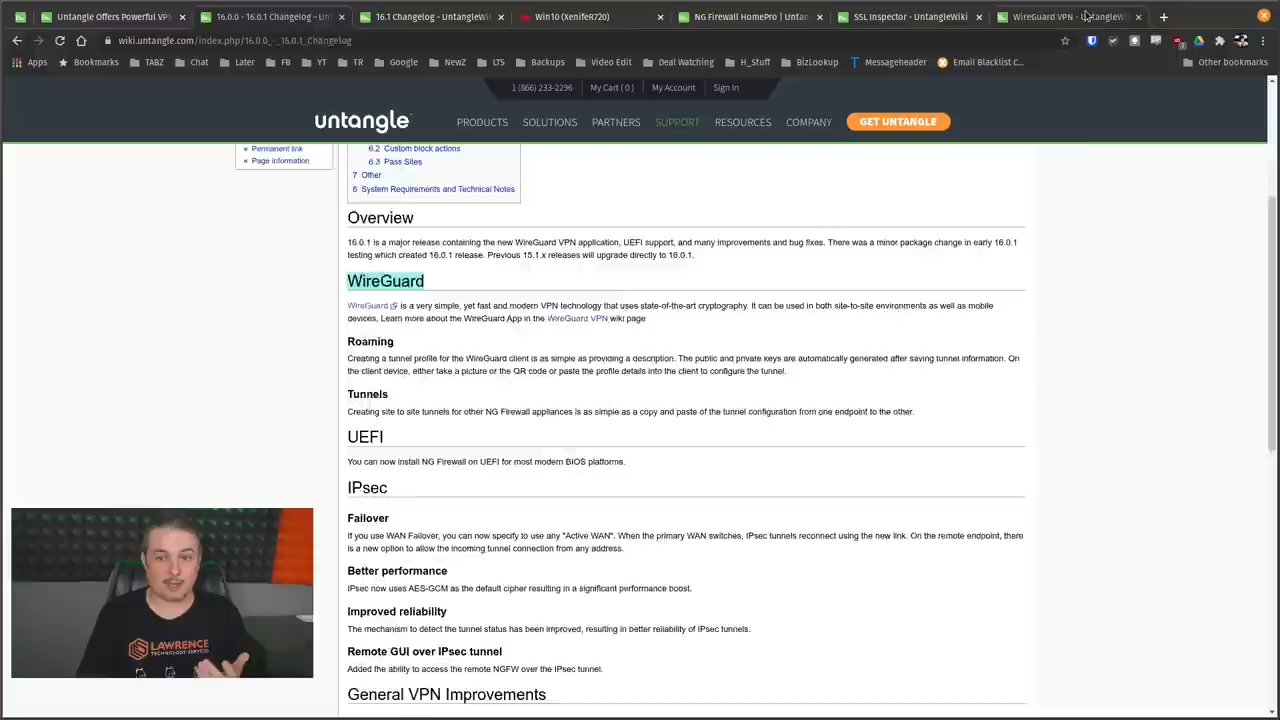 Untangle Offers Powerful VPN
16.0.0 - 16.0.1 Changelog - Unt
16.1 Changelog - UntangleWiki
Win10 (XenifeR720)
NG Firewall HomePro | Untan
SSL Inspector - UntangleWiki
WireGuard VPN - UntangleWiki
wiki.untangle.com/index.php/16.0.0_-_16.0.1_Changelog
Apps
Bookmarks
TABZ
Chat
Later
FB
YT
TR
Google
NewZ
LTS
Backups
Video Edit
Deal Watching
H_Stuff
BizLookup
Messageheader
Email Blacklist C...
Other bookmarks
1 (866) 233-2296
My Cart ( 0 )
My Account
Sign In
untangle
PRODUCTS
SOLUTIONS
PARTNERS
SUPPORT
RESOURCES
COMPANY
GET UNTANGLE
Permanent link
Page information
6.2 Custom block actions
6.3 Pass Sites
7 Other
8 System Requirements and Technical Notes
Overview
16.0.1 is a major release containing the new WireGuard VPN application, UEFI support, and many improvements and bug fixes. There was a minor package change in early 16.0.1
testing which created 16.0.1 release. Previous 15.1.x releases will upgrade directly to 16.0.1.
WireGuard
WireGuard is a very simple, yet fast and modern VPN technology that uses state-of-the-art cryptography. It can be used in both site-to-site environments as well as mobile
devices, Learn more about the WireGuard App in the WireGuard VPN wiki page
Roaming
Creating a tunnel profile for the WireGuard client is as simple as providing a description. The public and private keys are automatically generated after saving tunnel information. On
the client device, either take a picture or the QR code or paste the profile details into the client to configure the tunnel.
Tunnels
Creating site to site tunnels for other NG Firewall appliances is as simple as a copy and paste of the tunnel configuration from one endpoint to the other.
UEFI
You can now install NG Firewall on UEFI for most modern BIOS platforms.
IPsec
Failover
If you use WAN Failover, you can now specify to use any "Active WAN". When the primary WAN switches, IPsec tunnels reconnect using the new link. On the remote endpoint, there
is a new option to allow the incoming tunnel connection from any address.
Better performance
IPsec now uses AES-GCM as the default cipher resulting in a significant performance boost.
Improved reliability
The mechanism to detect the tunnel status has been improved, resulting in better reliability of IPsec tunnels.
Remote GUI over IPsec tunnel
Added the ability to access the remote NGFW over the IPsec tunnel.
General VPN Improvements
LAWRENCE
TECHNOLOGY SERVICES